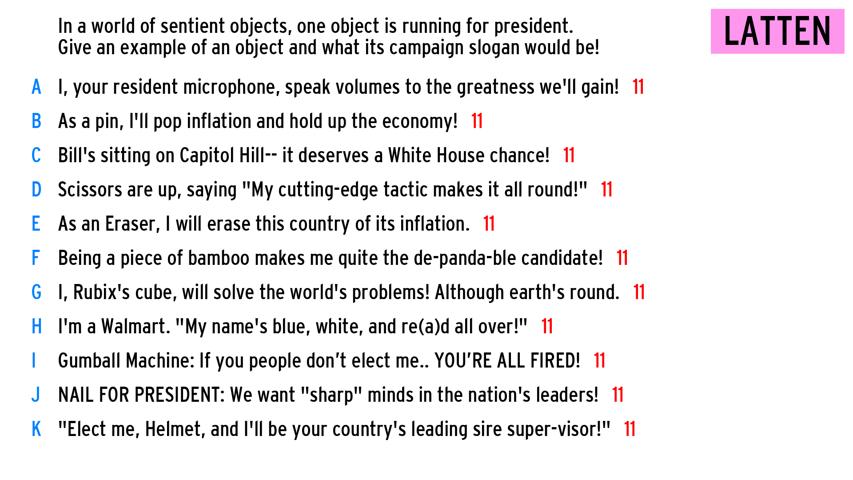 In a world of sentient objects, one object is running for president.
Give an example of an object and what its campaign slogan would be!
LATTEN
A I, your resident microphone, speak volumes to the greatness we'll gain! 11
B As a pin, I'll pop inflation and hold up the economy! 11
C Bill's sitting on Capitol Hill-- it deserves a White House chance! 11
D Scissors are up, saying "My cutting-edge tactic makes it all round!" 11
E As an Eraser, I will erase this country of its inflation. 11
F Being a piece of bamboo makes me quite the de-panda-ble candidate! 11
G I, Rubix's cube, will solve the world's problems! Although earth's round. 11
H I'm a Walmart. "My name's blue, white, and re(a)d all over!" 11
I Gumball Machine: If you people don’t elect me.. YOU’RE ALL FIRED! 11
J NAIL FOR PRESIDENT: We want "sharp" minds in the nation's leaders! 11
K "Elect me, Helmet, and I'll be your country's leading sire super-visor!" 11